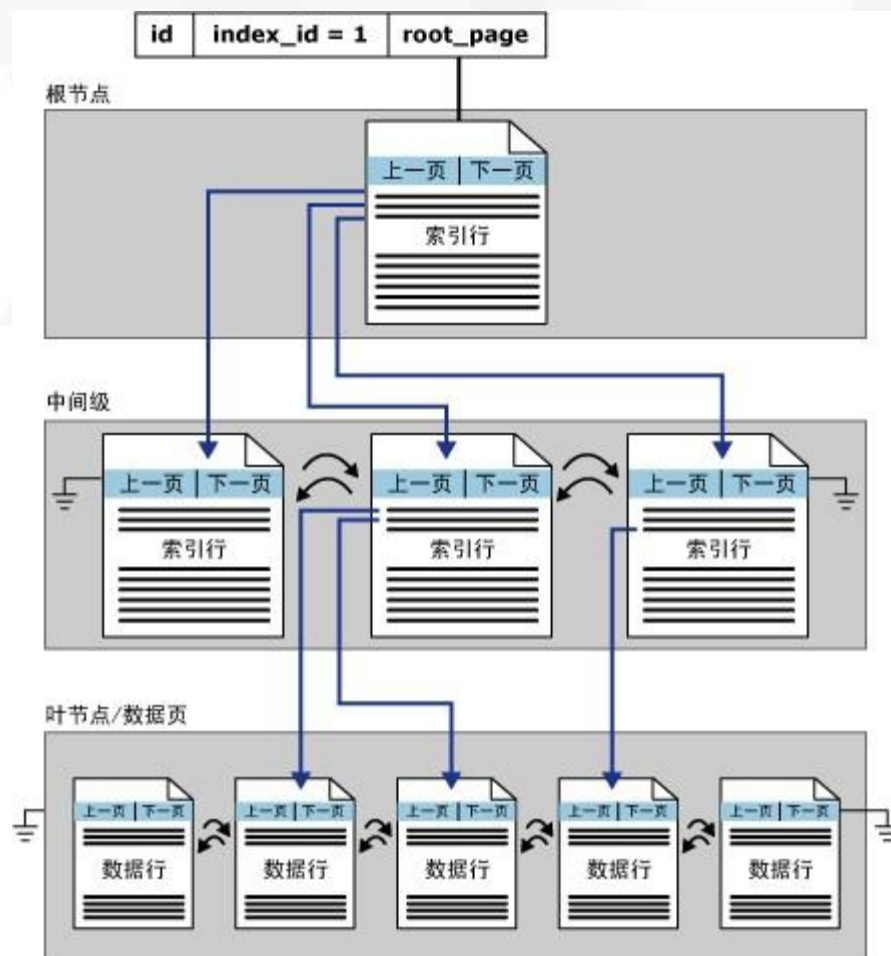 id index_id = 1 root_page
根节点
上一页 下一页
索引行
中间级
上一页 下一页 上一页 下一页 上一页 下一页
索引行 索引行 索引行
叶节点/数据页
上一页 下一页 上一页 下一页 上一页 下一页 上一页 下一页 上一页 下一页
数据行 数据行 数据行 数据行 数据行